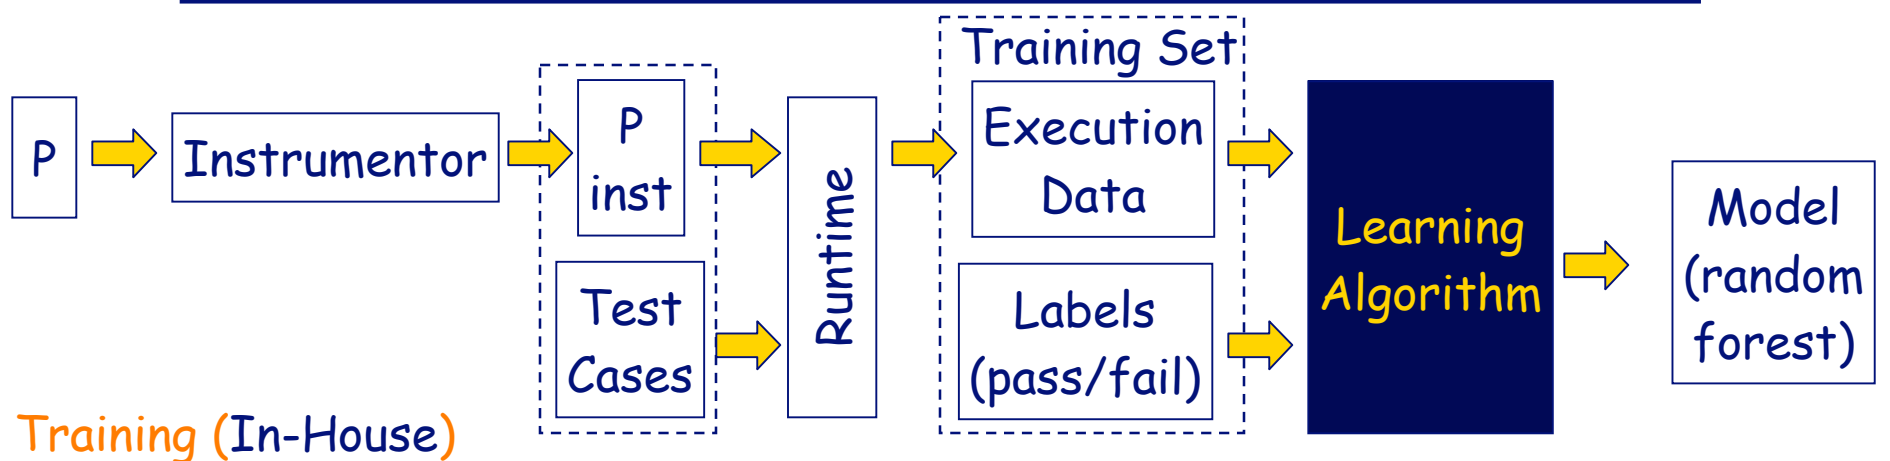 P
Instrumentor
P
inst
Test
Cases
Runtime
Training Set
Execution
Data
Labels
(pass/fail)
Learning
Algorithm
Model
(random
forest)
Training (In-House)